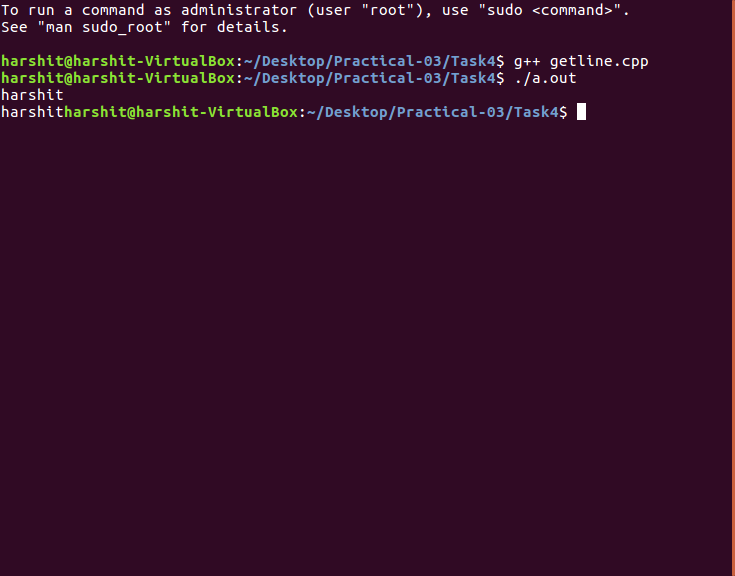 To run a command as administrator (user "root"), use "sudo <command>".
See "man sudo_root" for details.
harshit@harshit-VirtualBox:~/Desktop/Practical-03/Task4$ g++ getline.cpp
harshit@harshit-VirtualBox:~/Desktop/Practical-03/Task4$ ./a.out
harshit
harshitharshit@harshit-VirtualBox:~/Desktop/Practical-03/Task4$